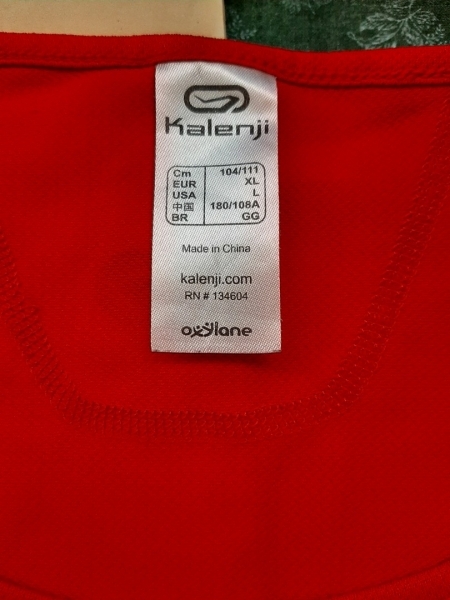 Kalenji
Cm 104/111
EUR XL
USA L
中国 180/108A
BR GG
Made in China
kalenji.com
RN # 134604
oxylane